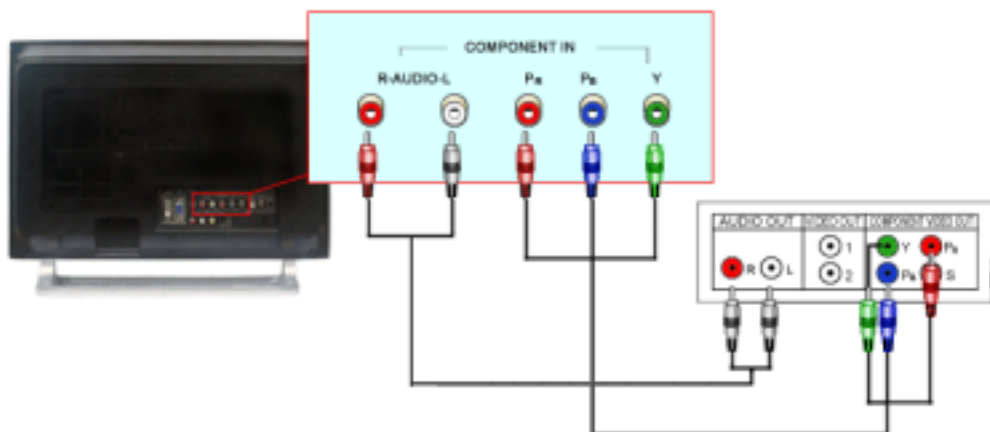 COMPONENT IN
R-AUDIO-L PR PB Y
AUDIO OUT VIDEO OUT COMPONENT VIDEO OUT
1 Y PR
R L 2 PB S